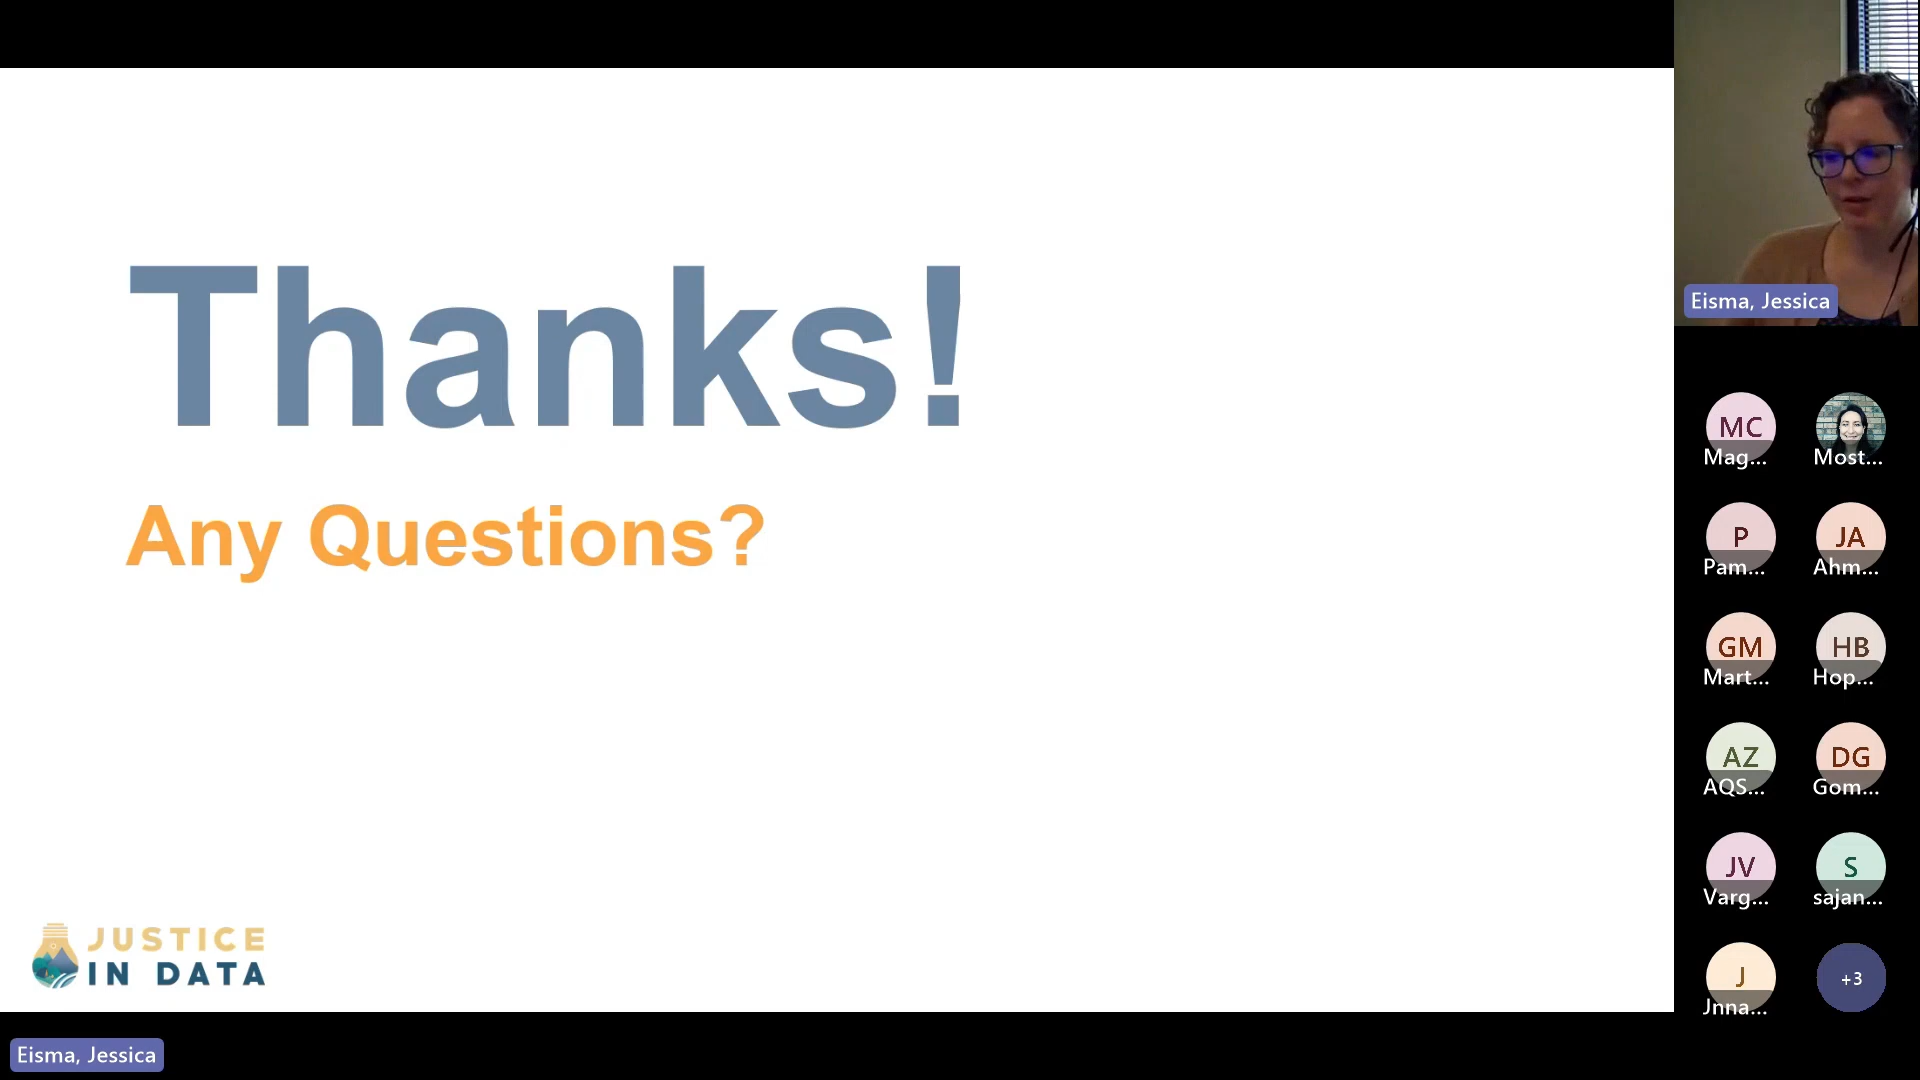 Thanks!
Any Questions?
JUSTICE
IN DATA
Eisma, Jessica
Eisma, Jessica
MC
Mag...
Most...
P
Pam...
JA
Ahm...
GM
Mart...
HB
Hop...
AZ
AQS...
DG
Gom...
JV
Varg...
S
sajan...
J
Jnna...
+3